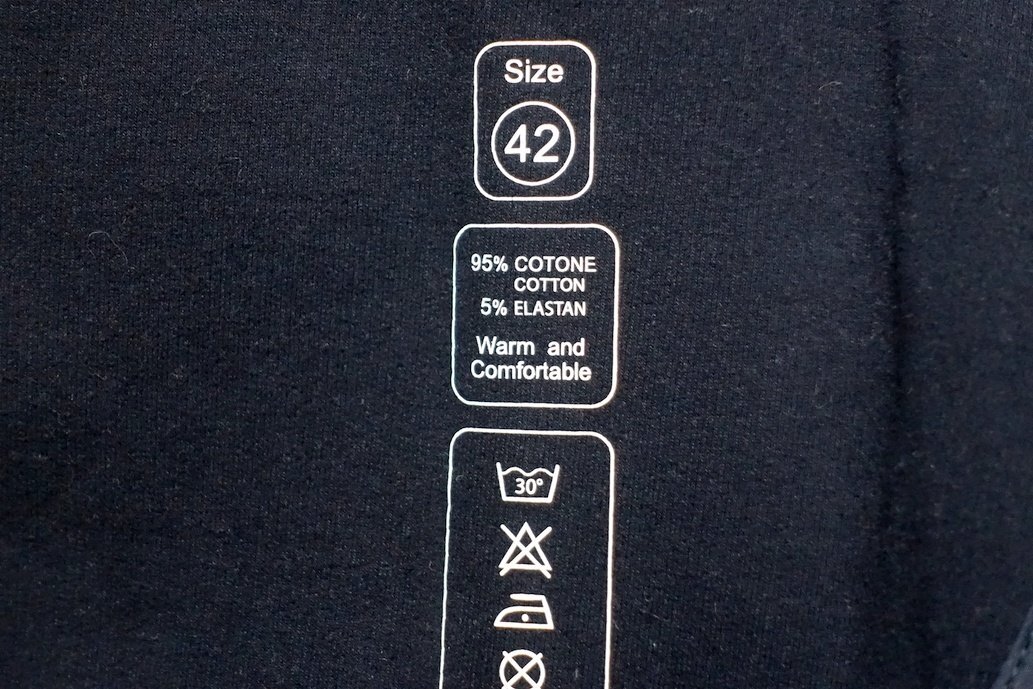 Size
42
95% COTONE
COTTON
5% ELASTAN
Warm and
Comfortable
30°